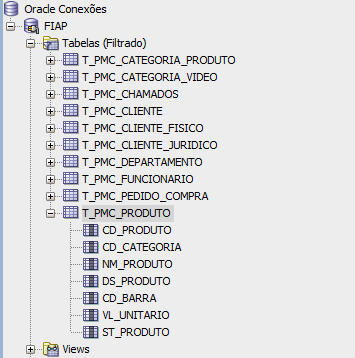 Oracle Conexões
FIAP
Tabelas (Filtrado)
T_PMC_CATEGORIA_PRODUTO
T_PMC_CATEGORIA_VIDEO
T_PMC_CHAMADOS
T_PMC_CLIENTE
T_PMC_CLIENTE_FISICO
T_PMC_CLIENTE_JURIDICO
T_PMC_DEPARTAMENTO
T_PMC_FUNCIONARIO
T_PMC_PEDIDO_COMPRA
T_PMC_PRODUTO
CD_PRODUTO
CD_CATEGORIA
NM_PRODUTO
DS_PRODUTO
CD_BARRA
VL_UNITARIO
ST_PRODUTO
Views